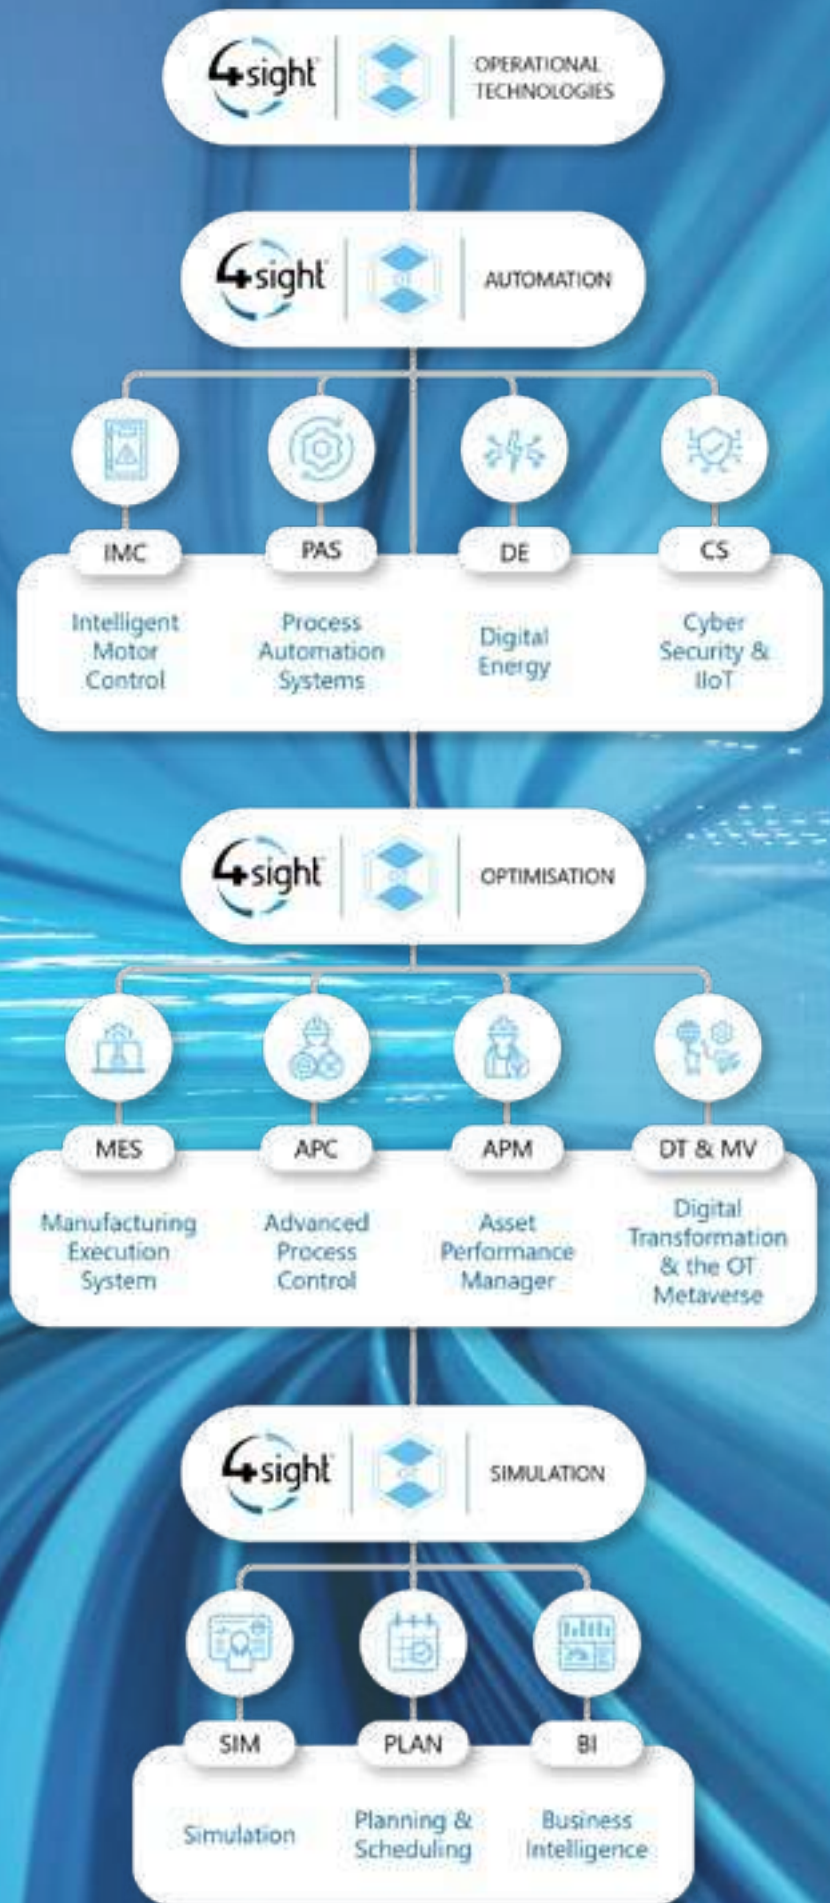 4sight
OPERATIONAL
TECHNOLOGIES
4sight
AUTOMATION
IMC
PAS
DE
CS
Intelligent
Motor
Control
Process
Automation
Systems
Digital
Energy
Cyber
Security &
IIoT
4sight
OPTIMISATION
MES
APC
APM
DT & MV
Manufacturing
Execution
System
Advanced
Process
Control
Asset
Performance
Manager
Digital
Transformation
& the OT
Metaverse
4sight
SIMULATION
SIM
PLAN
BI
Simulation
Planning &
Scheduling
Business
Intelligence